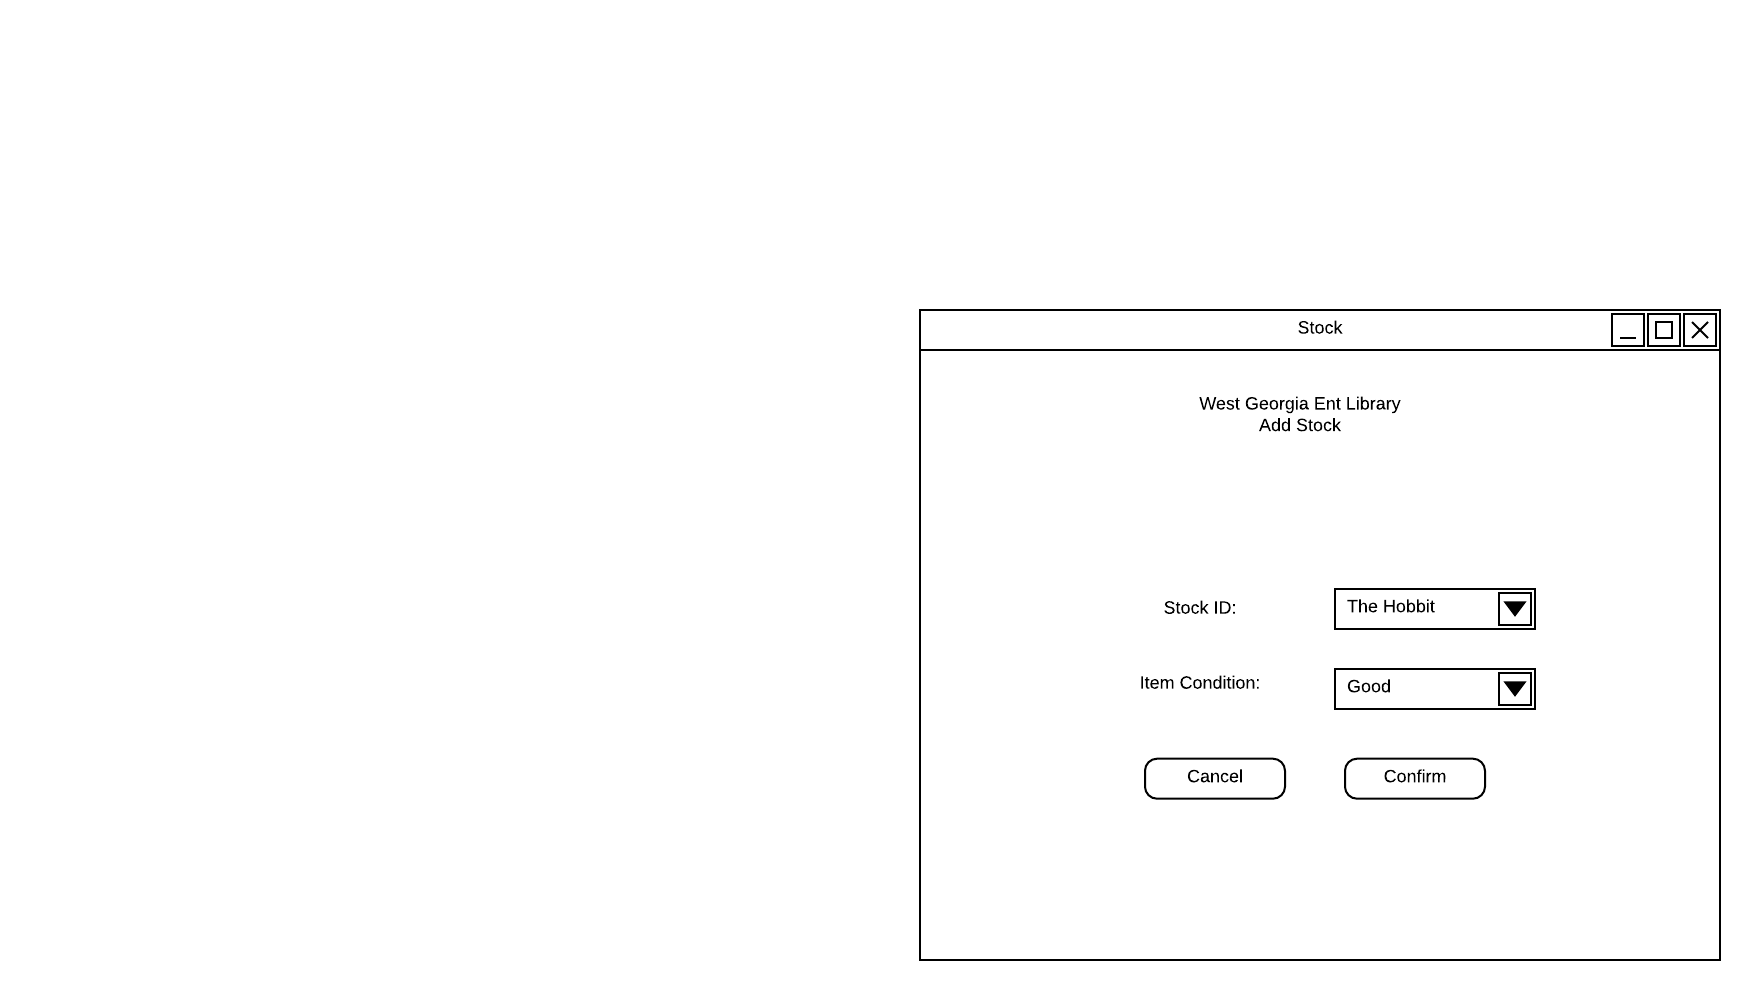 Stock
West Georgia Ent Library
Add Stock
Stock ID:
The Hobbit
Item Condition:
Good
Cancel
Confirm